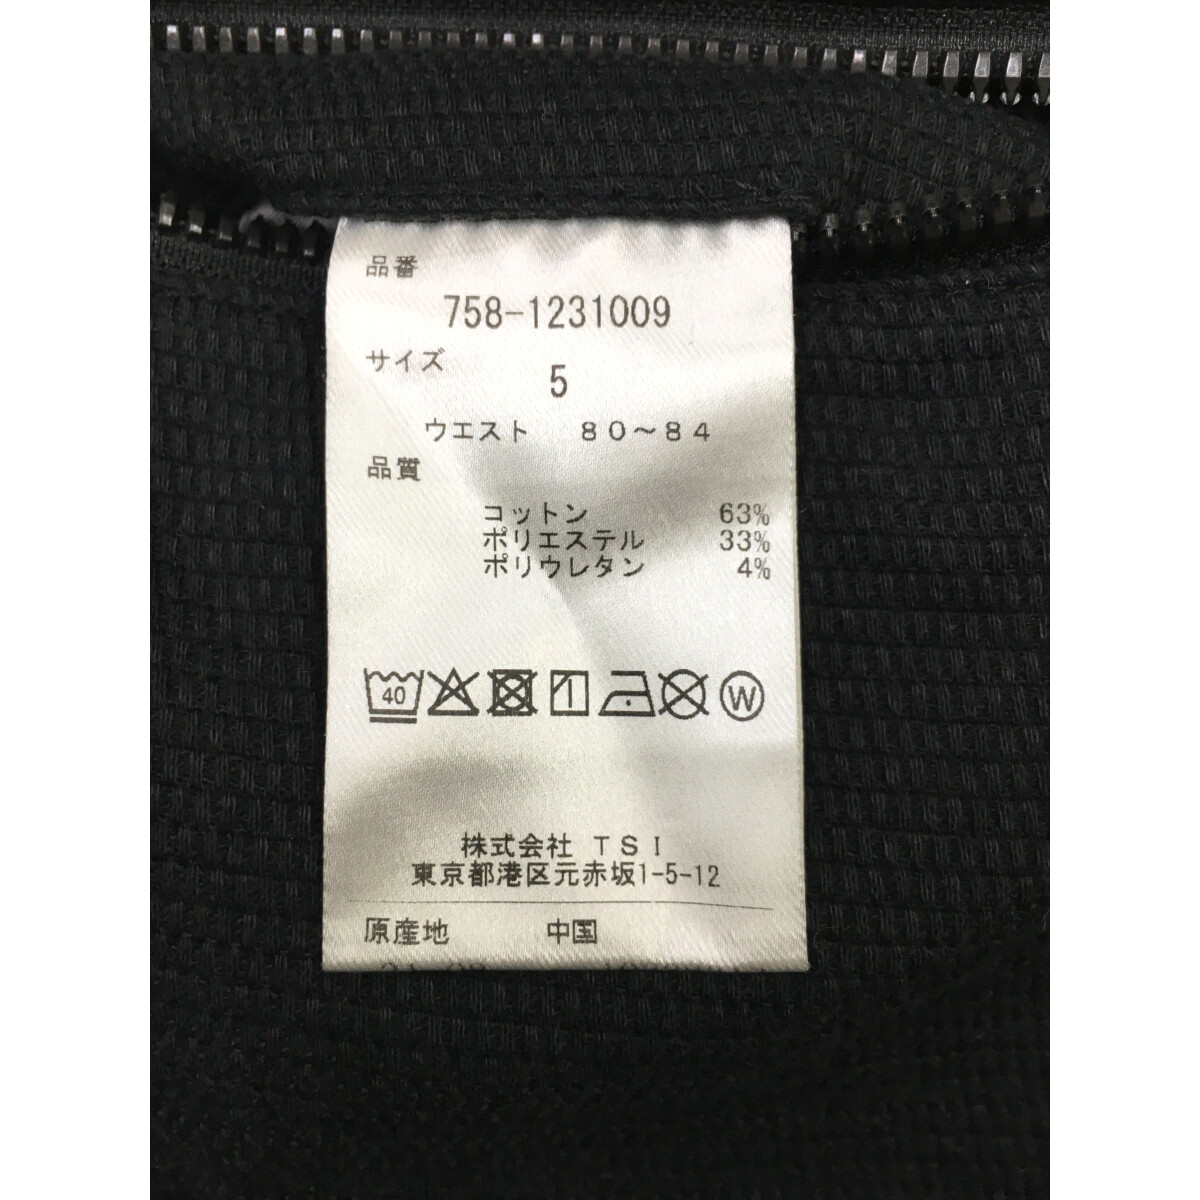 品番
758-1231009
サイズ
5
ウエスト 80〜84
品質
コットン 63%
ポリエステル 33%
ポリウレタン 4%
40
W
株式会社 TSI
東京都港区元赤坂1-5-12
原産地 中国